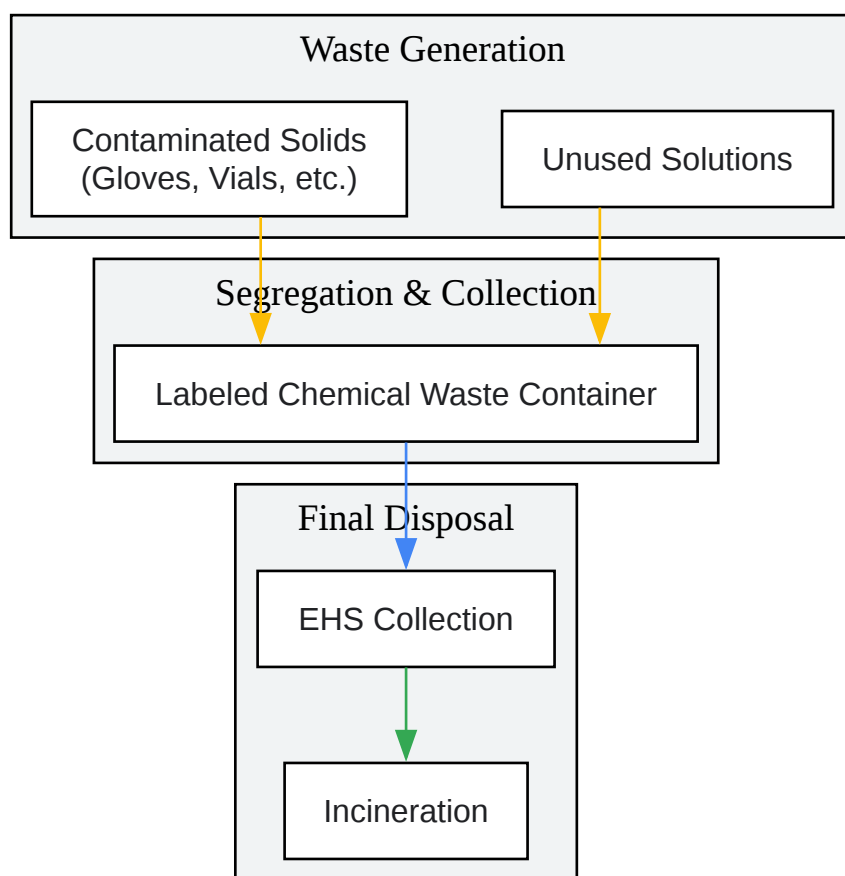 Waste Generation
Contaminated Solids
(Gloves, Vials, etc.)
Unused Solutions
Segregation & Collection
Labeled Chemical Waste Container
Final Disposal
EHS Collection
Incineration